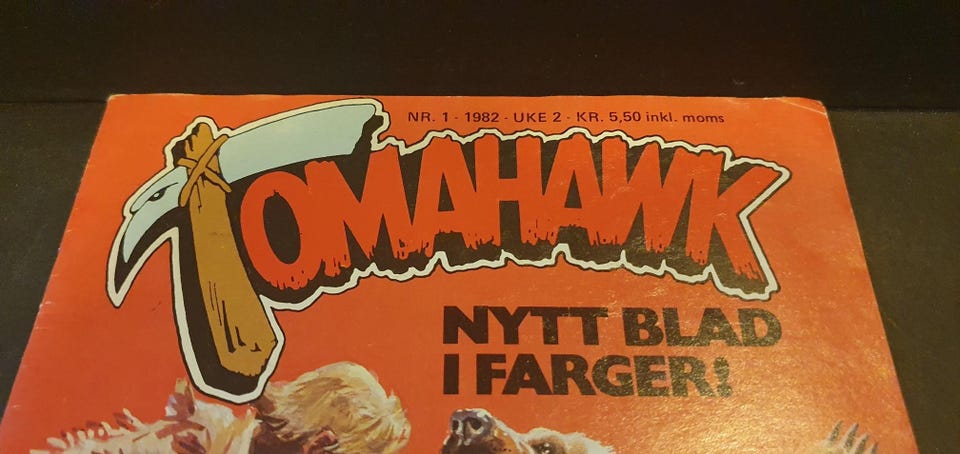 NR. 1 - 1982 - UKE 2 - KR. 5,50 inkl. moms
TOMAHAWK
NYTT BLAD
I FARGER!